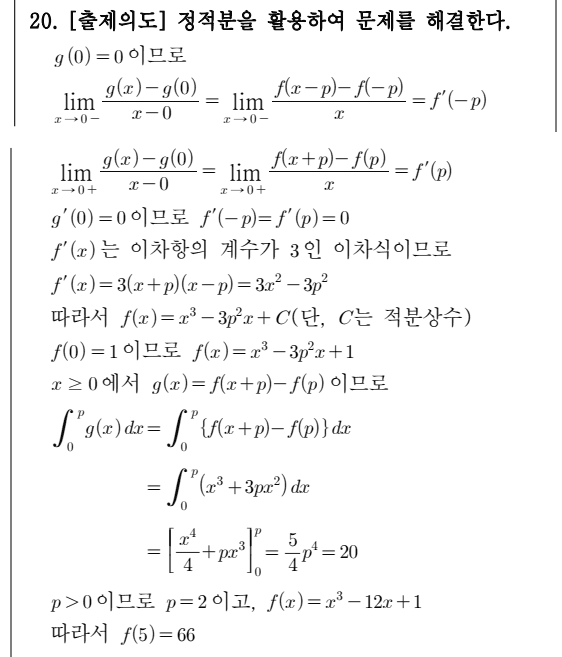 20. [출제의도] 정적분을 활용하여 문제를 해결한다.
g(0)=0 이므로
lim_{x→0-} (g(x)-g(0))/(x-0) = lim_{x→0-} (f(x-p)-f(-p))/x = f′(-p)
lim_{x→0+} (g(x)-g(0))/(x-0) = lim_{x→0+} (f(x+p)-f(p))/x = f′(p)
g′(0)=0 이므로 f′(-p)=f′(p)=0
f′(x)는 이차항의 계수가 3인 이차식이므로
f′(x)=3(x+p)(x-p)=3x²-3p²
따라서 f(x)=x³-3p²x+C(단, C는 적분상수)
f(0)=1 이므로 f(x)=x³-3p²x+1
x≥0에서 g(x)=f(x+p)-f(p)이므로
∫₀^p g(x)dx = ∫₀^p {f(x+p)-f(p)}dx
= ∫₀^p (x³+3px²)dx
= [x⁴/4+px³]₀^p = 5/4 p⁴ = 20
p>0이므로 p=2이고, f(x)=x³-12x+1
따라서 f(5)=66